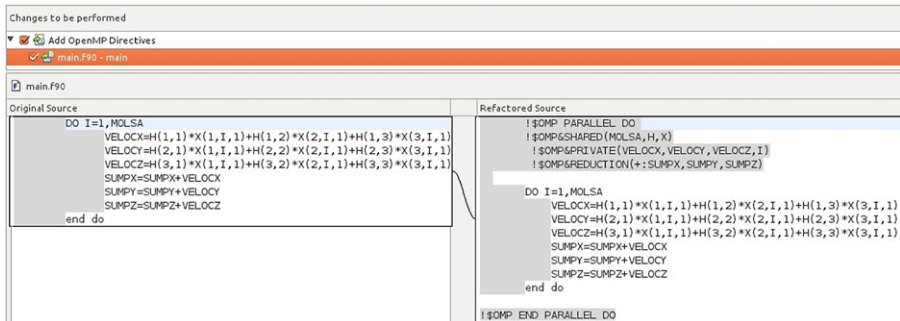 Changes to be performed
Add OpenMP Directives
main.f90 - main
main.f90
Original Source
DO I=1,MOLSA
VELOCX=H(1,1)*X(1,I,1)+H(1,2)*X(2,I,1)+H(1,3)*X(3,I,1)
VELOCY=H(2,1)*X(1,I,1)+H(2,2)*X(2,I,1)+H(2,3)*X(3,I,1)
VELOCZ=H(3,1)*X(1,I,1)+H(3,2)*X(2,I,1)+H(3,3)*X(3,I,1)
SUMPX=SUMPX+VELOCX
SUMPY=SUMPY+VELOCY
SUMPZ=SUMPZ+VELOCZ
end do
Refactored Source
!$OMP PARALLEL DO
!$OMP&SHARED(MOLSA,H,X)
!$OMP&PRIVATE(VELOCX,VELOCY,VELOCZ,I)
!$OMP&REDUCTION(+:SUMPX,SUMPY,SUMPZ)
DO I=1,MOLSA
VELOCX=H(1,1)*X(1,I,1)+H(1,2)*X(2,I,1)+H(1,3)*X(3,I,1)
VELOCY=H(2,1)*X(1,I,1)+H(2,2)*X(2,I,1)+H(2,3)*X(3,I,1)
VELOCZ=H(3,1)*X(1,I,1)+H(3,2)*X(2,I,1)+H(3,3)*X(3,I,1)
SUMPX=SUMPX+VELOCX
SUMPY=SUMPY+VELOCY
SUMPZ=SUMPZ+VELOCZ
end do
!$OMP END PARALLEL DO